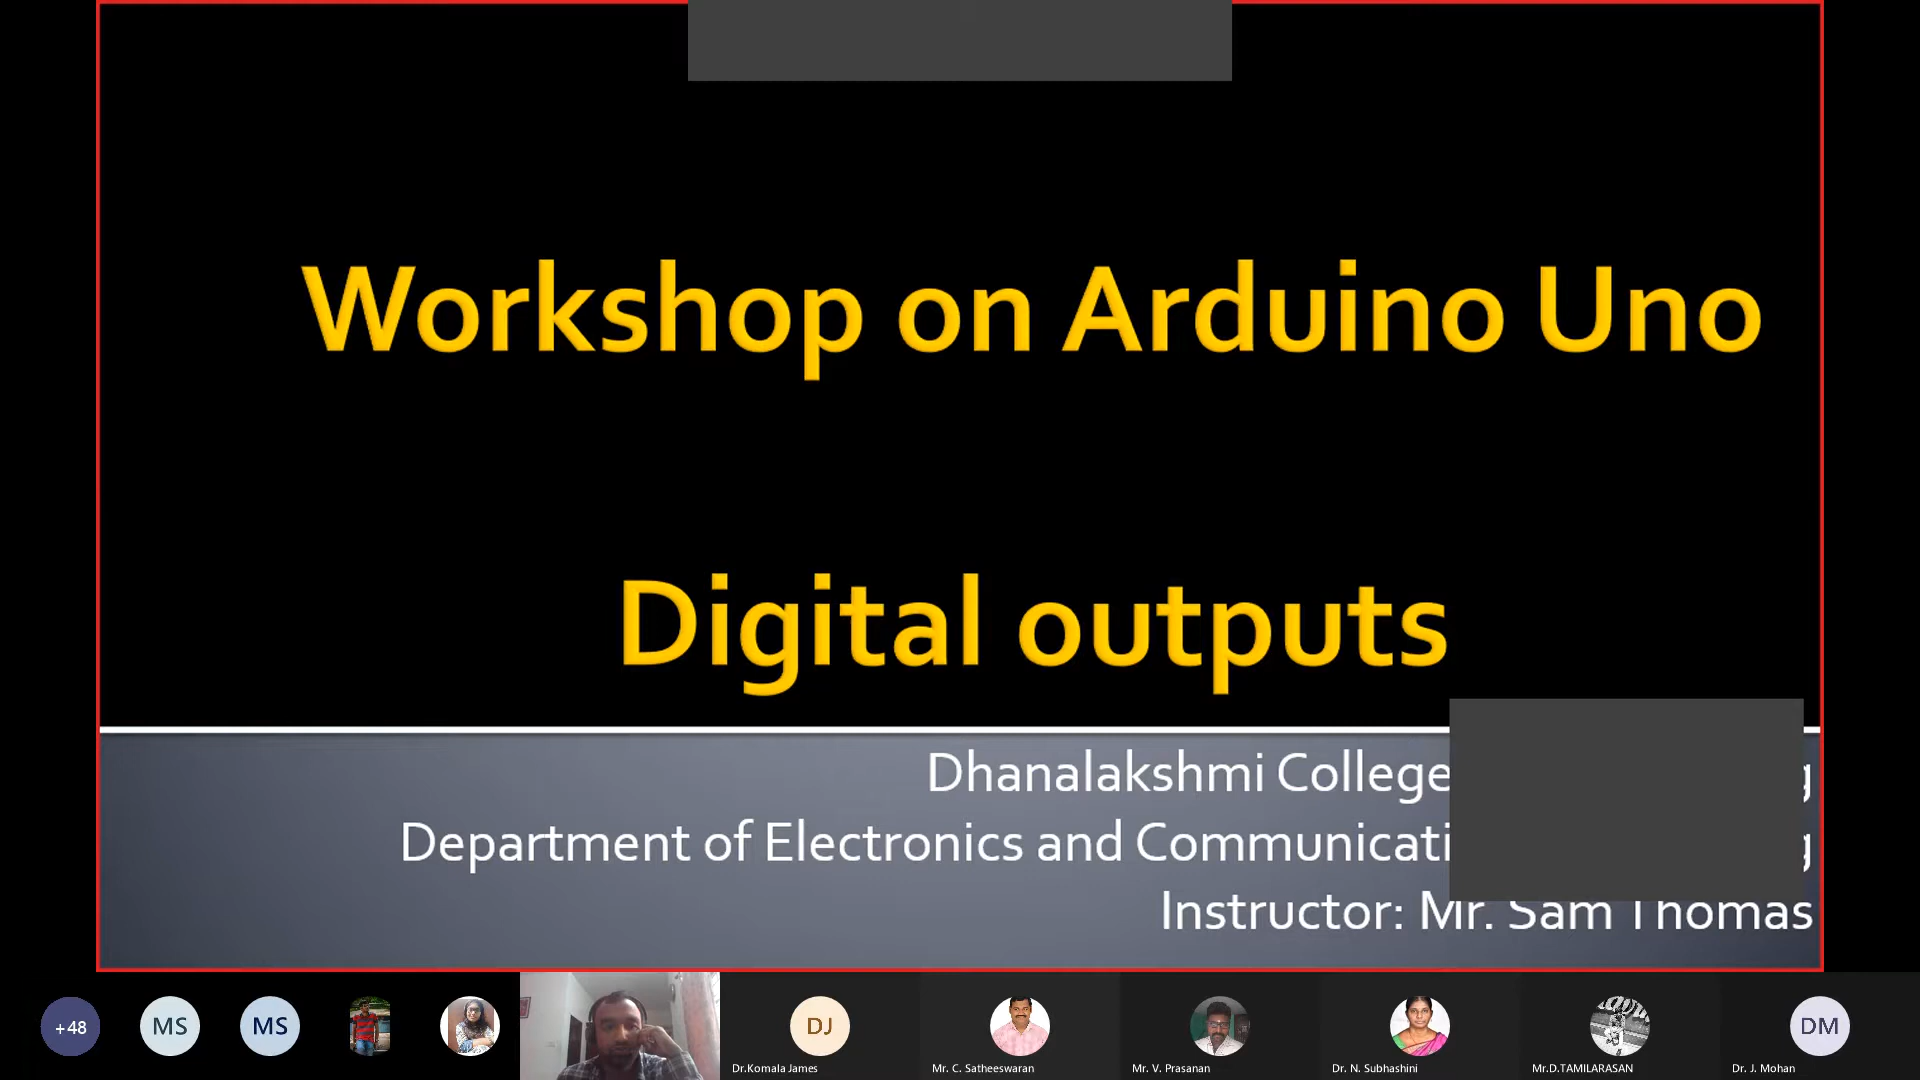 Workshop on Arduino Uno
Digital outputs
Dhanalakshmi College
Department of Electronics and
Instructor: Mr. Sam Thomas
+48
MS
MS
DJ
DM
Dr.Komala James
Mr. C. Satheeswaran
Mr. V. Prasanan
Dr. N. Subhashini
Mr.D.TAMILARASAN
Dr. J. Mohan